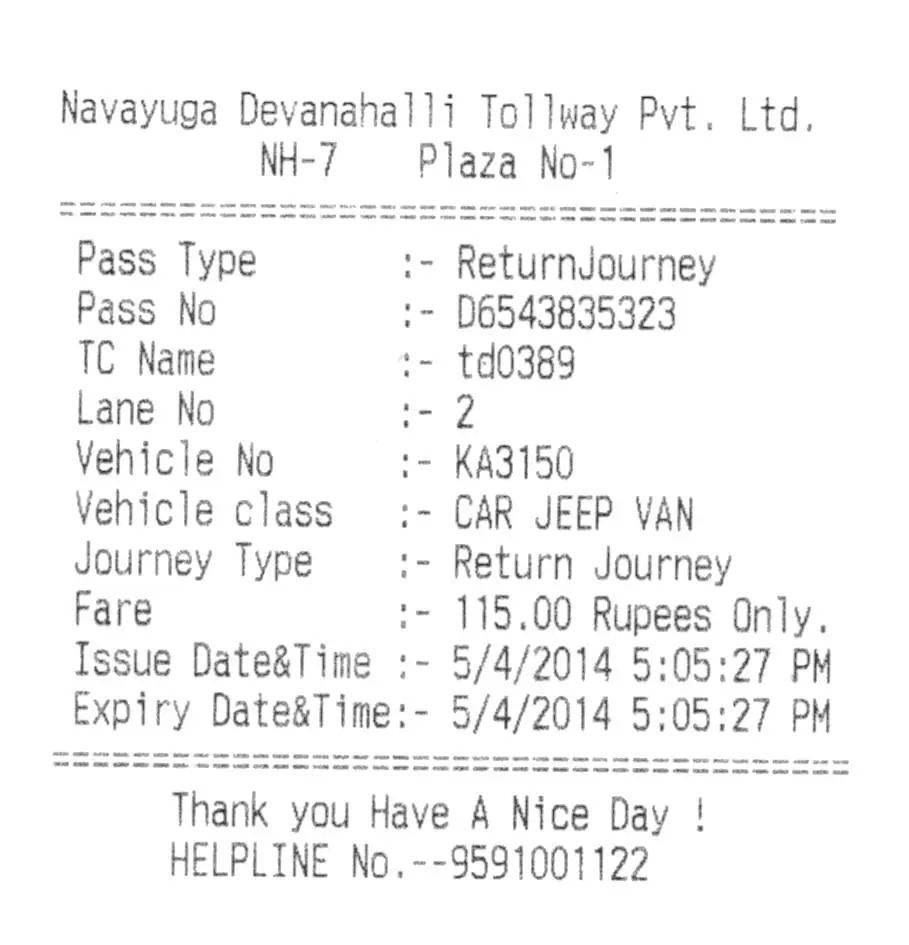 Navayuga Devanahalli Tollway Pvt. Ltd.
NH-7 Plaza No-1
Pass Type :- ReturnJourney
Pass No :- D6543835323
TC Name :- td0389
Lane No :- 2
Vehicle No :- KA3150
Vehicle class :- CAR JEEP VAN
Journey Type :- Return Journey
Fare :- 115.00 Rupees Only.
Issue Date&Time :- 5/4/2014 5:05:27 PM
Expiry Date&Time:- 5/4/2014 5:05:27 PM
Thank you Have A Nice Day !
HELPLINE No.--9591001122